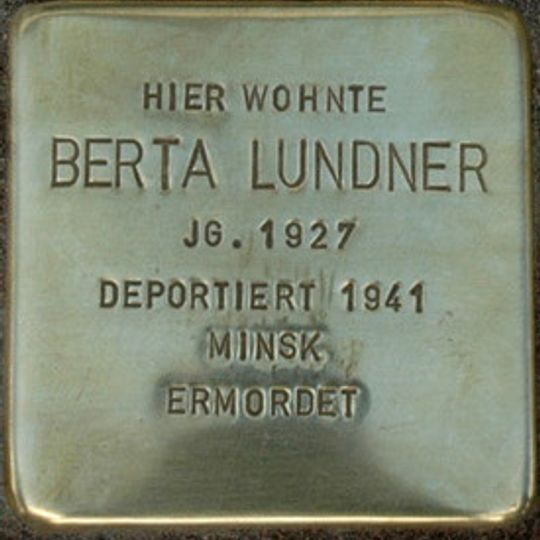 HIER WOHNTE
BERTA LUNDNER
JG. 1927
DEPORTIERT 1941
MINSK
ERMORDET